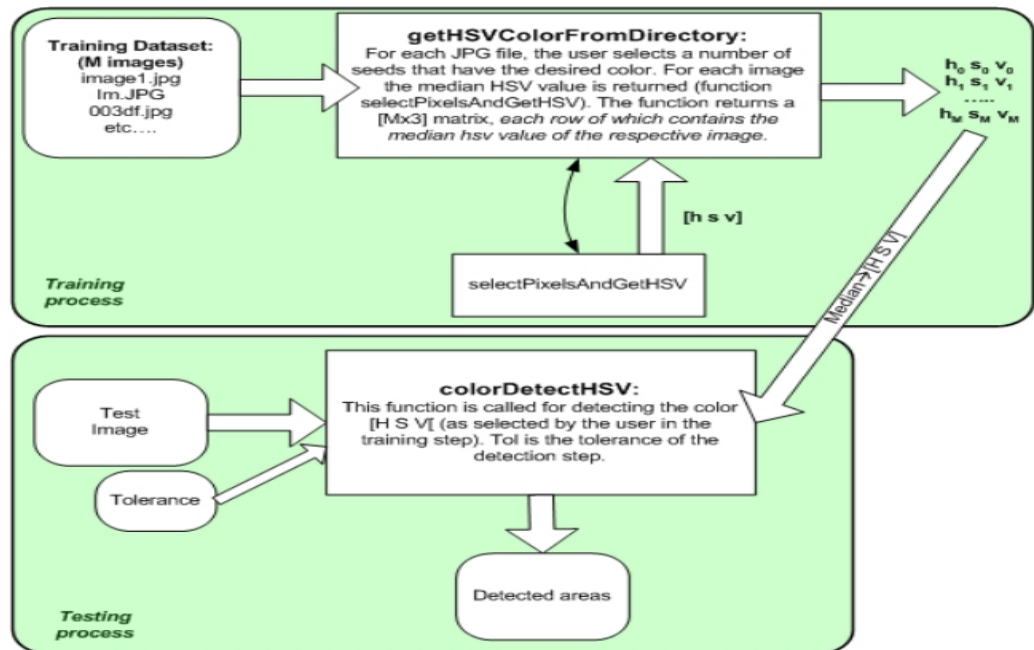 Training Dataset:
(M images)
image1.jpg
Im.JPG
003df.jpg
etc....
getHSVColorFromDirectory:
For each JPG file, the user selects a number of
seeds that have the desired color. For each image
the median HSV value is returned (function
selectPixelsAndGetHSV). The function returns a
[Mx3] matrix, each row of which contains the
median hsv value of the respective image.
h₀ s₀ v₀
h₁ s₁ v₁
.....
h_M s_M v_M
[h s v]
selectPixelsAndGetHSV
Training
process
Median→[H S V]
colorDetectHSV:
This function is called for detecting the color
[H S V[ (as selected by the user in the
training step). Tol is the tolerance of the
detection step.
Test
Image
Tolerance
Detected areas
Testing
process